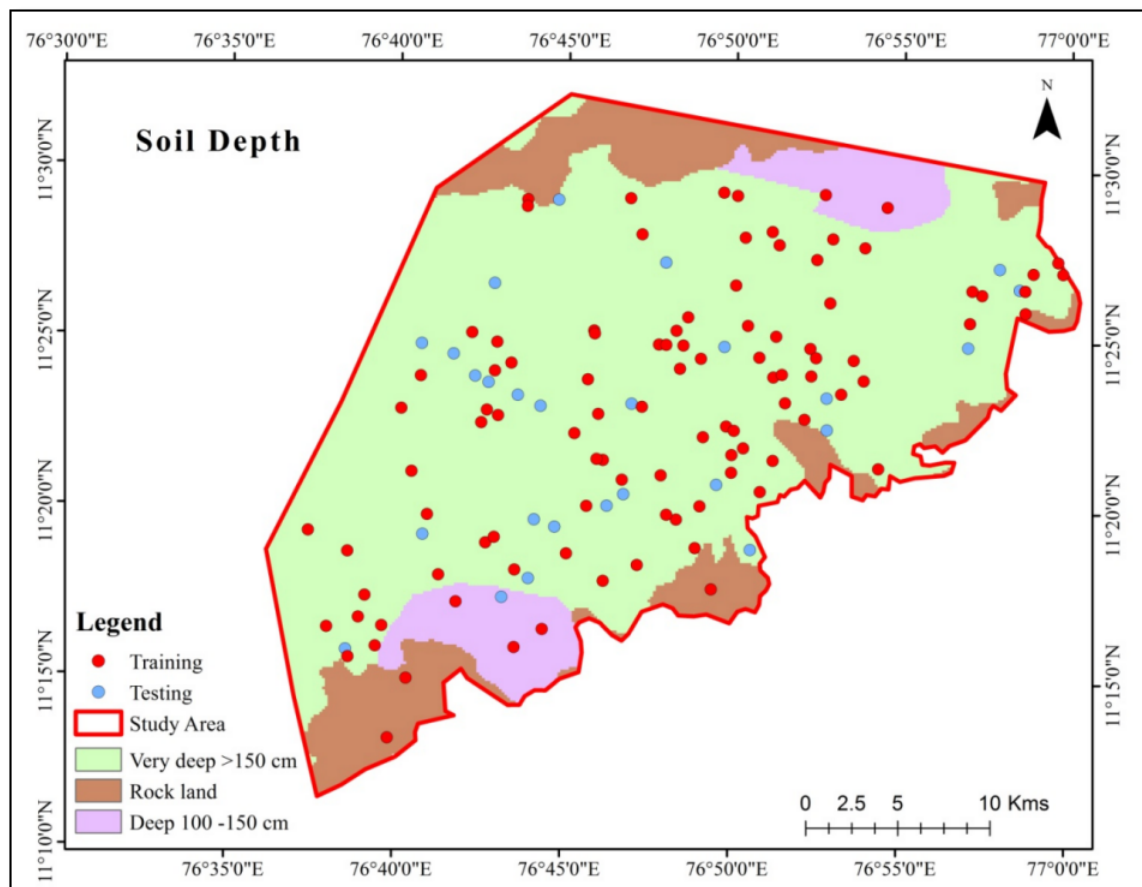 76°30'0"E 76°35'0"E 76°40'0"E 76°45'0"E 76°50'0"E 76°55'0"E 77°0'0"E
N
Soil Depth
11°30'0"N 11°30'0"N
11°25'0"N 11°25'0"N
11°20'0"N 11°20'0"N
11°15'0"N 11°15'0"N
11°10'0"N
Legend
Training
Testing
Study Area
Very deep >150 cm
Rock land
Deep 100 -150 cm
0 2.5 5 10 Kms
76°35'0"E 76°40'0"E 76°45'0"E 76°50'0"E 76°55'0"E 77°0'0"E